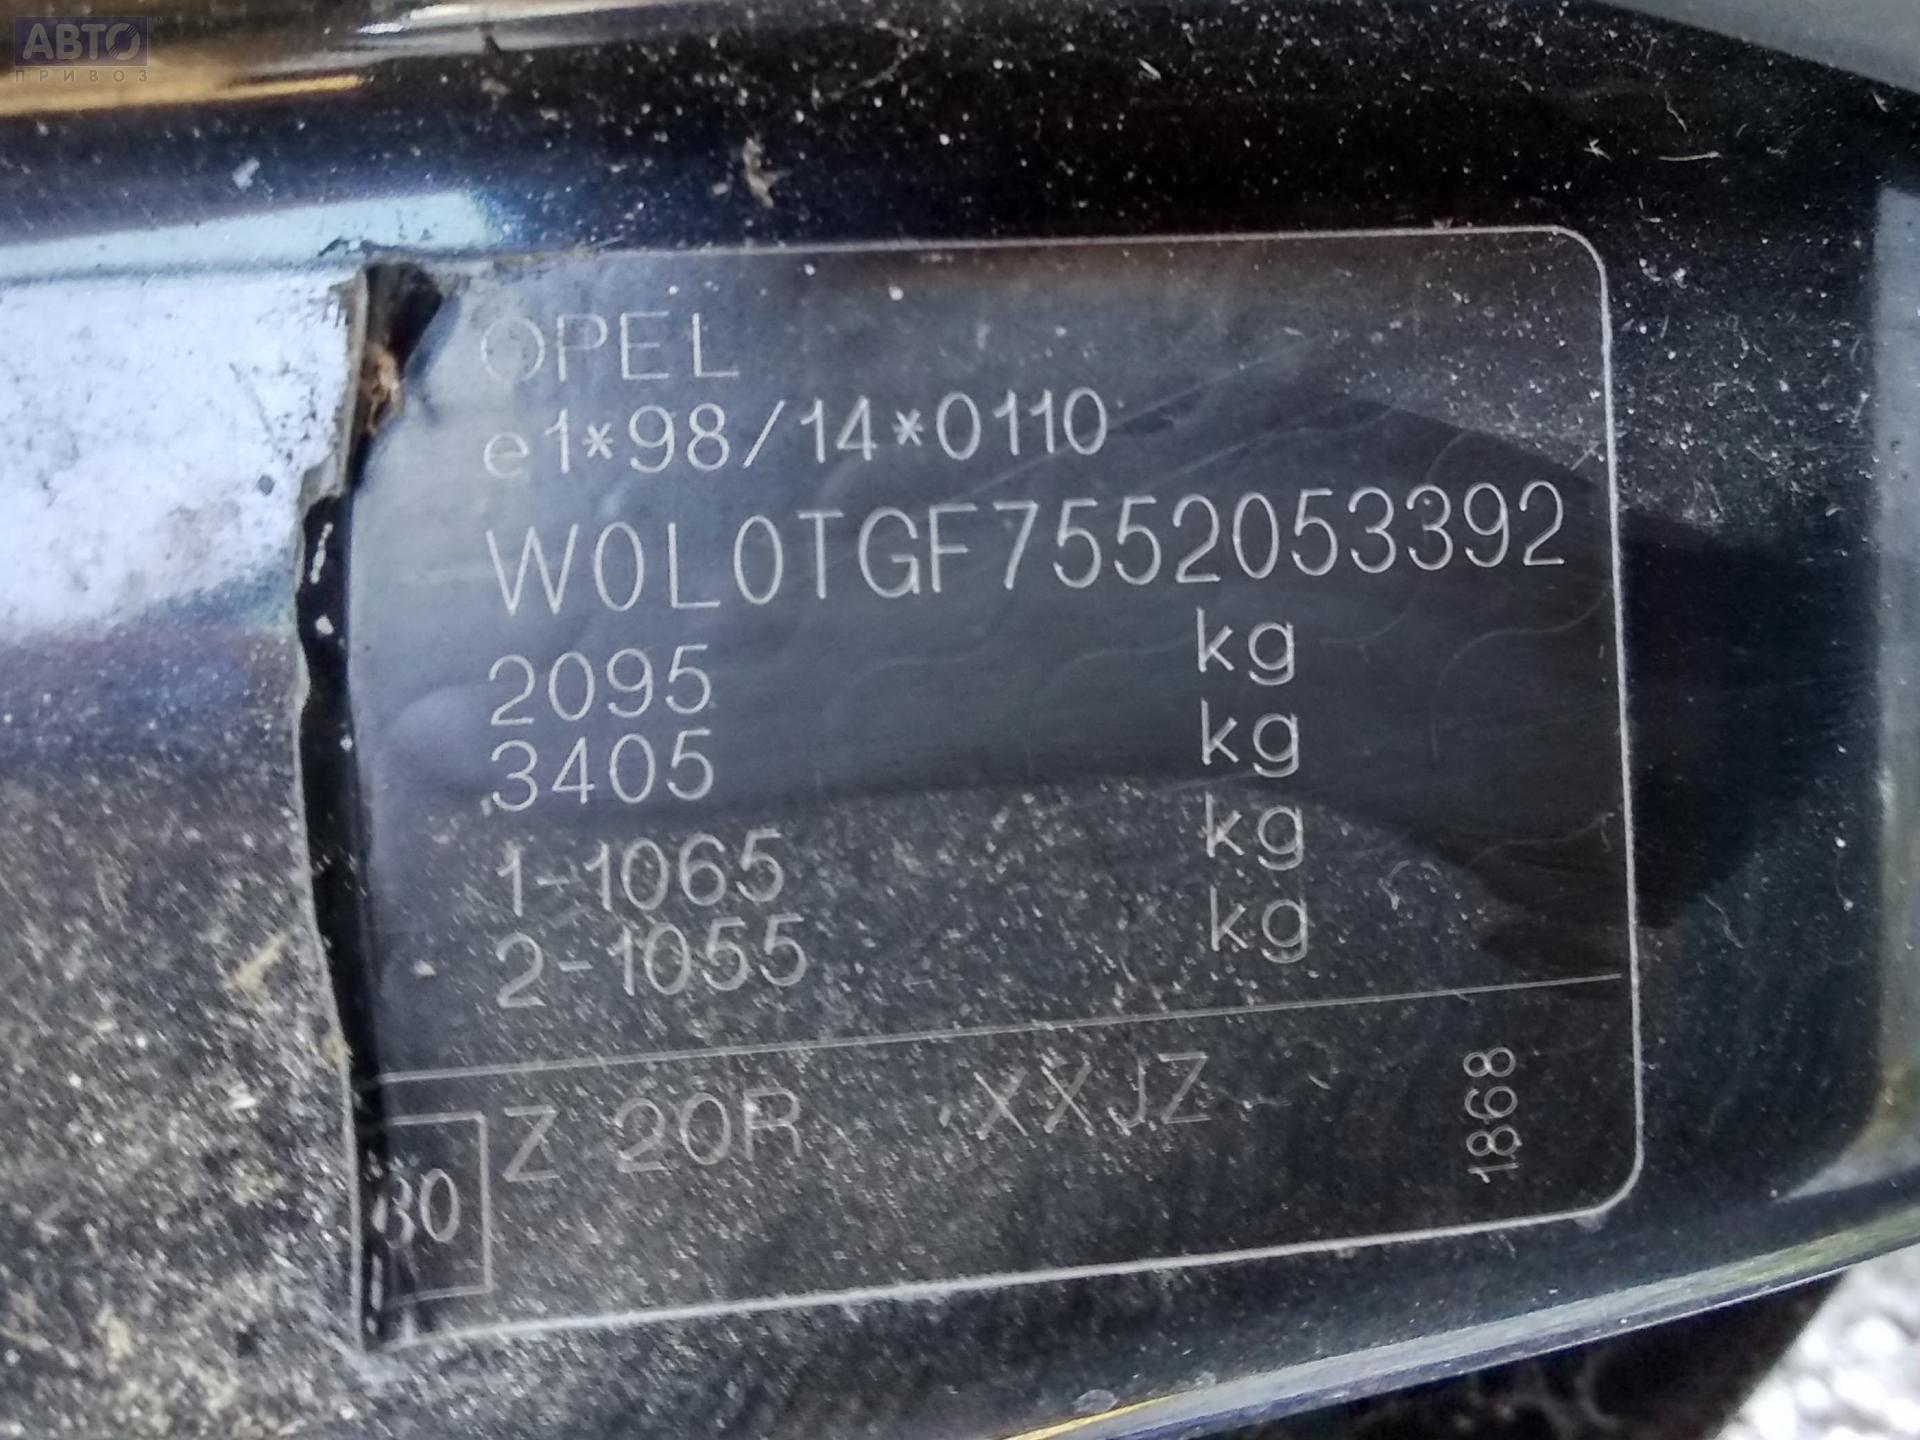 АВТО
ПРИВОЗ
OPEL
e1*98/14*0110
W0L0TGF7552053392
2095 kg
3405 kg
1-1065 kg
2-1055 kg
Z 20R XXJZ
1868
80